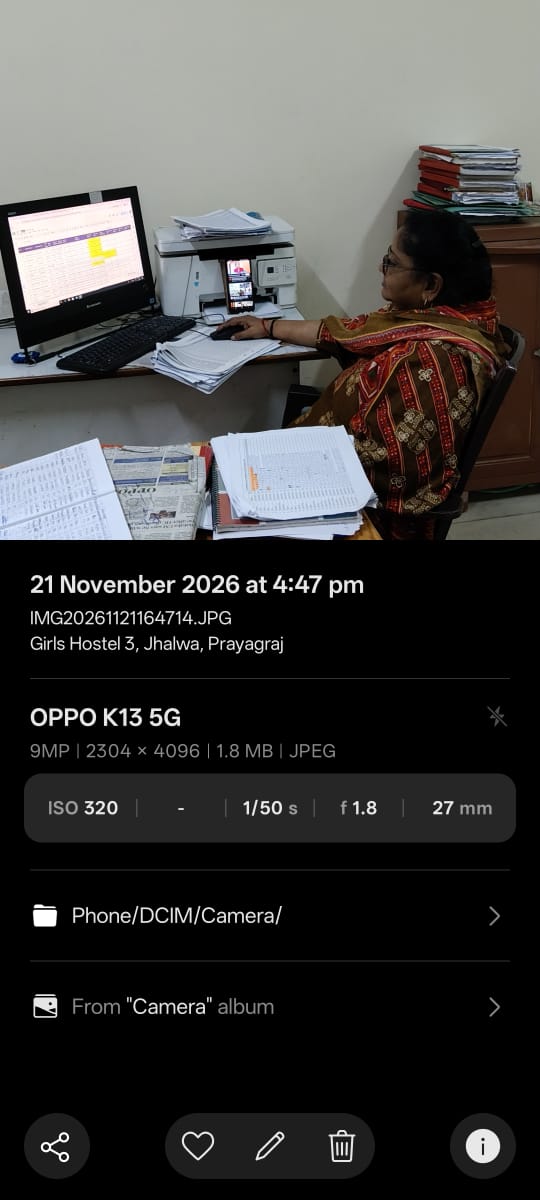 21 November 2026 at 4:47 pm
IMG20261121164714.JPG
Girls Hostel 3, Jhalwa, Prayagraj
OPPO K13 5G
9MP | 2304 × 4096 | 1.8 MB | JPEG
ISO 320 | - | 1/50 s | f 1.8 | 27 mm
Phone/DCIM/Camera/
From "Camera" album